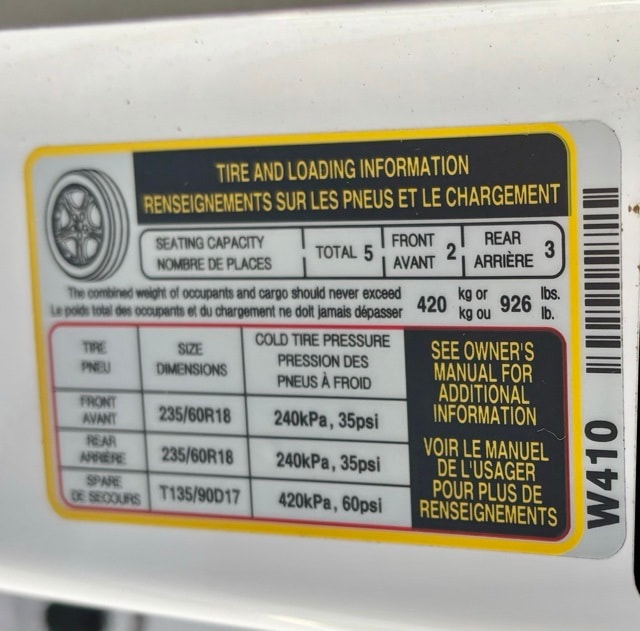 TIRE AND LOADING INFORMATION
RENSEIGNEMENTS SUR LES PNEUS ET LE CHARGEMENT
SEATING CAPACITY
NOMBRE DE PLACES
TOTAL 5
FRONT
AVANT
2
REAR
ARRIÈRE
3
The combined weight of occupants and cargo should never exceed
Le poids total des occupants et du chargement ne doit jamais dépasser
420
kg or
kg ou
926
lbs.
lb.
TIRE
PNEU
SIZE
DIMENSIONS
COLD TIRE PRESSURE
PRESSION DES
PNEUS À FROID
FRONT
AVANT
235/60R18
240kPa, 35psi
REAR
ARRIÈRE
235/60R18
240kPa, 35psi
SPARE
DE SECOURS
T135/90D17
420kPa, 60psi
SEE OWNER'S
MANUAL FOR
ADDITIONAL
INFORMATION
VOIR LE MANUEL
DE L'USAGER
POUR PLUS DE
RENSEIGNEMENTS
W410